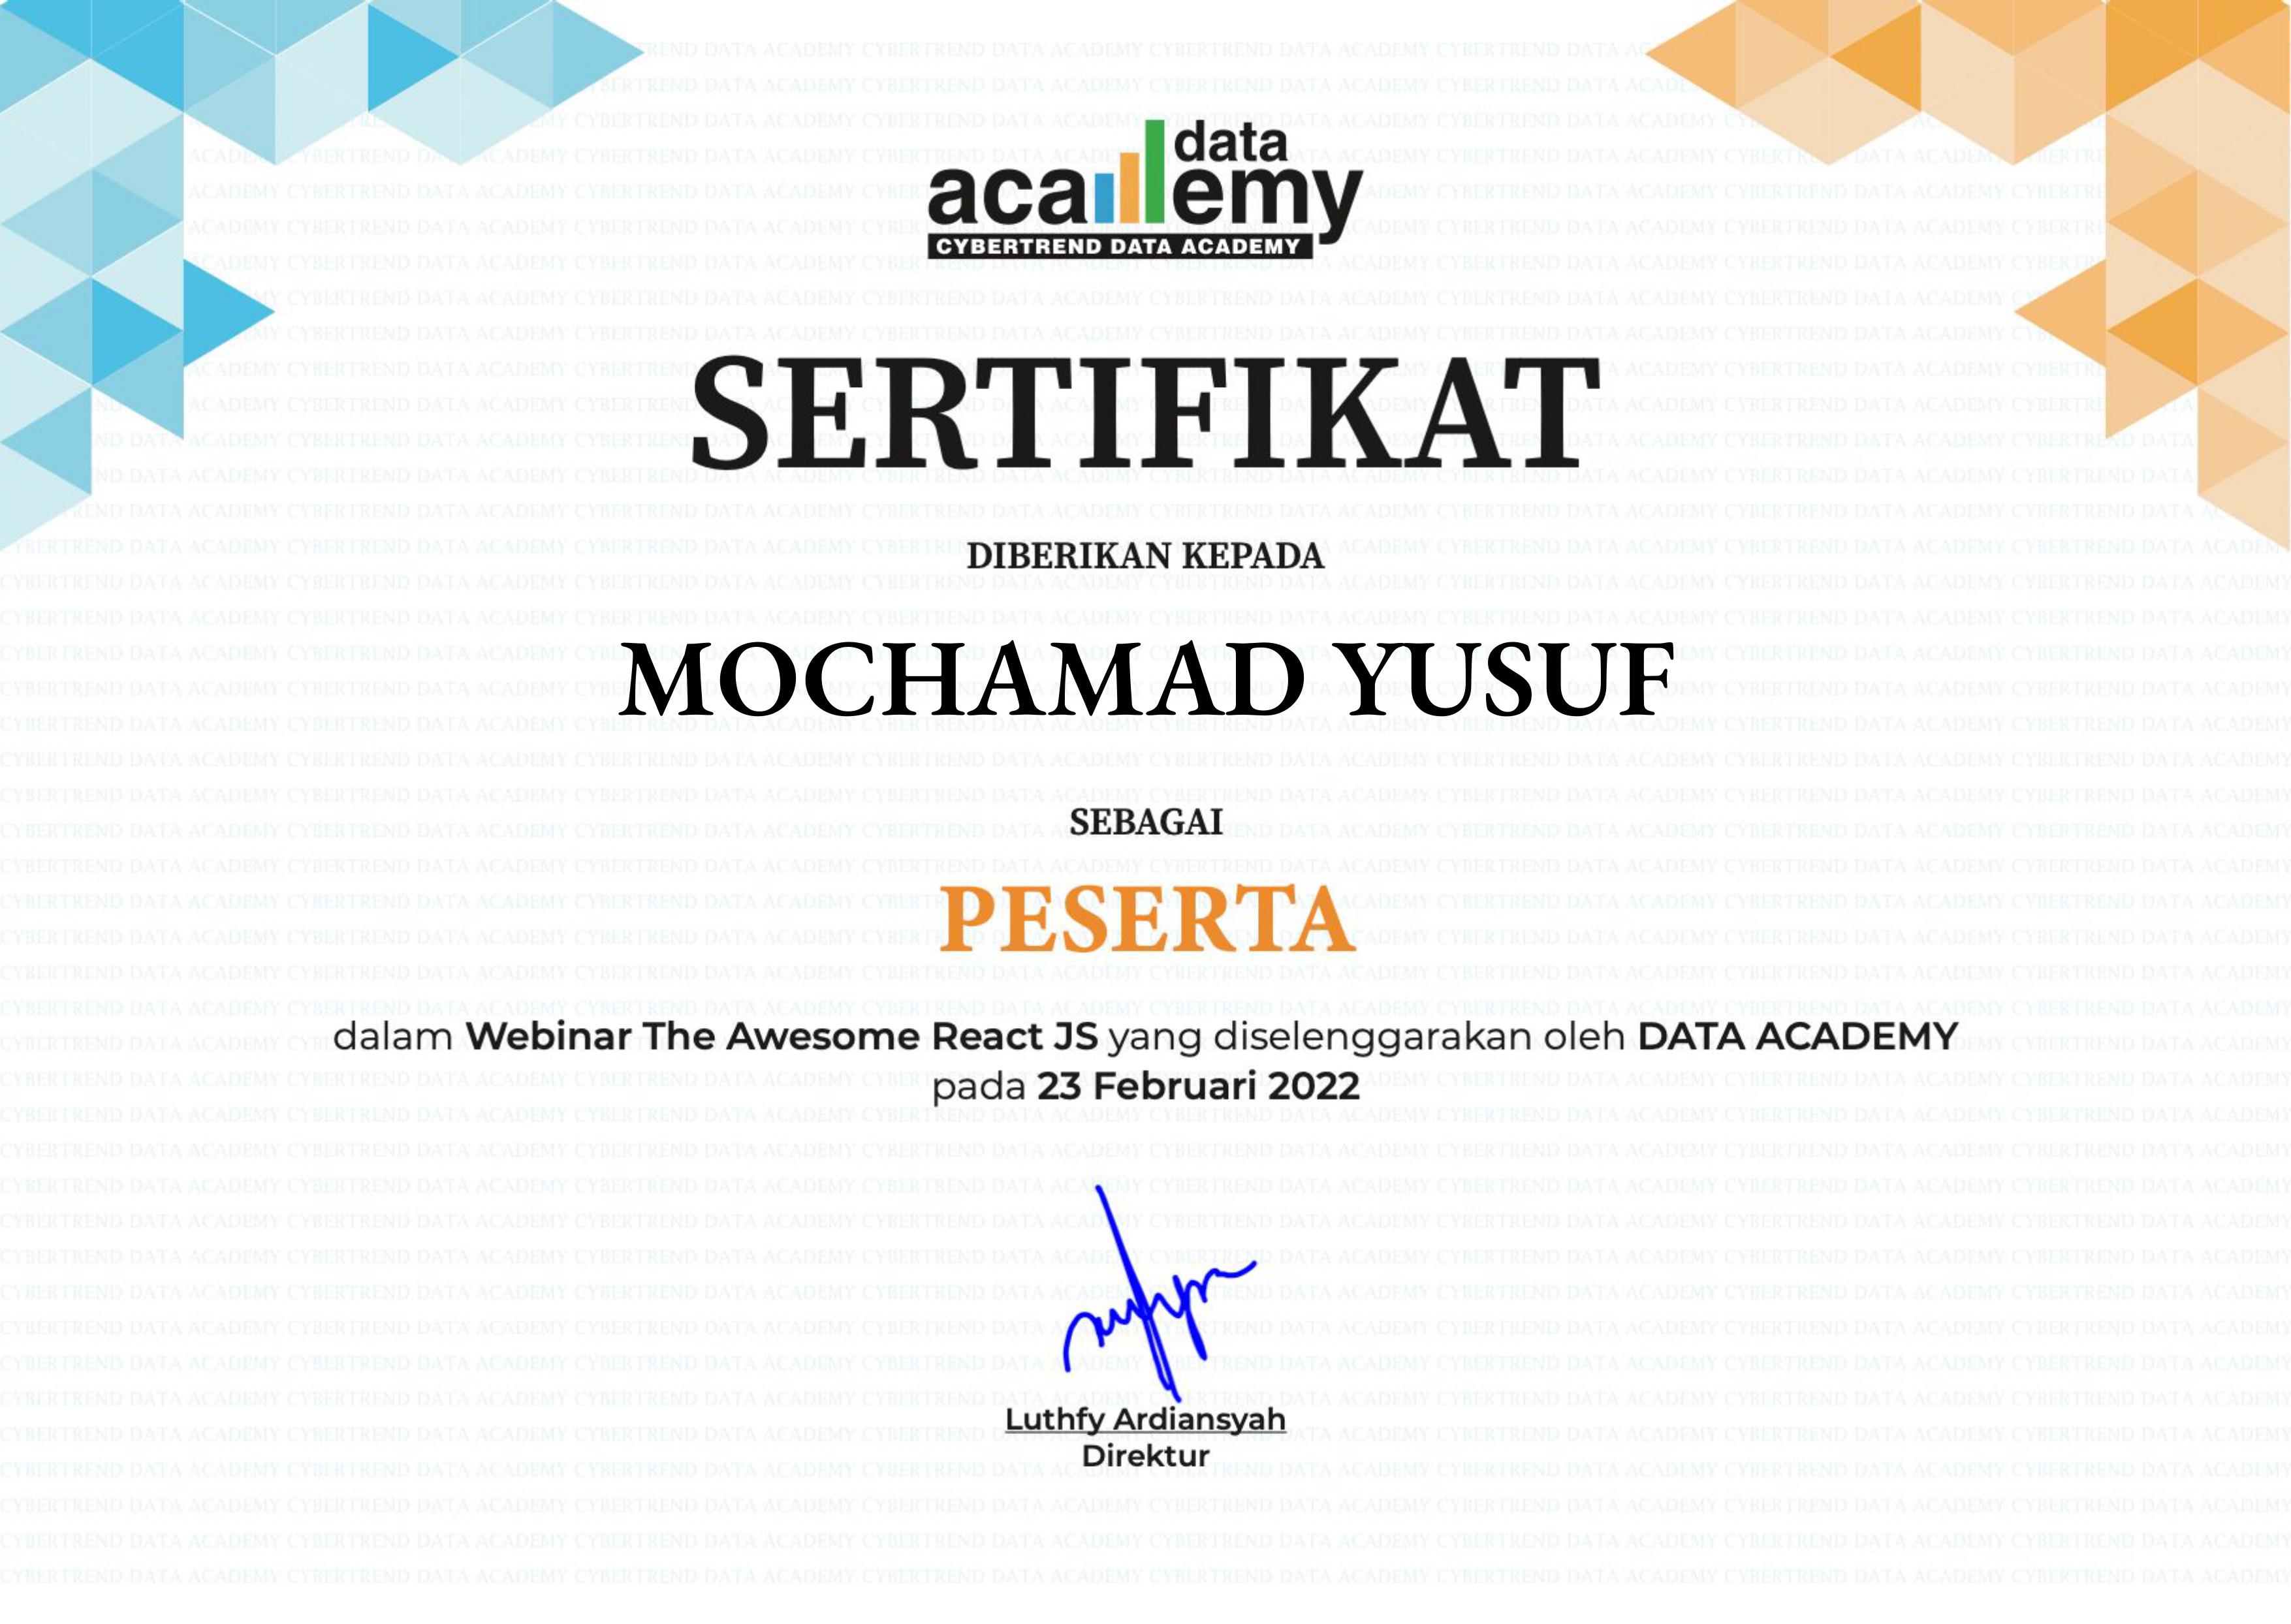 data
academy
CYBERTREND DATA ACADEMY
SERTIFIKAT
DIBERIKAN KEPADA
MOCHAMAD YUSUF
SEBAGAI
PESERTA
dalam Webinar The Awesome React JS yang diselenggarakan oleh DATA ACADEMY
pada 23 Februari 2022
Luthfy Ardiansyah
Direktur